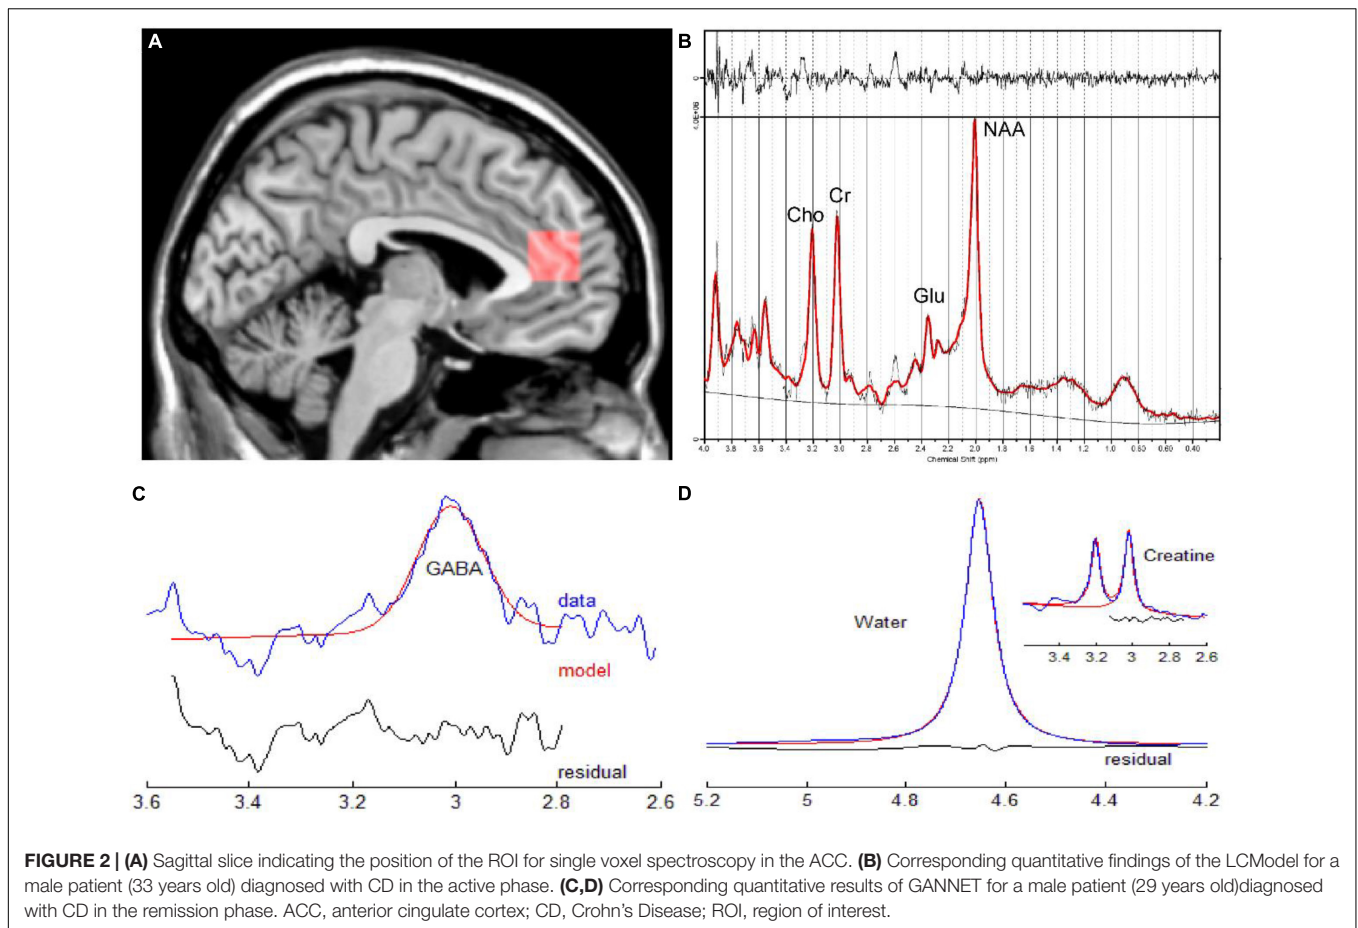 A
B
0
4.0E+06
NAA
Cr
Cho
Glu
0
4.0 3.8 3.6 3.4 3.2 3.0 2.8 2.6 2.4 2.2 2.0 1.8 1.6 1.4 1.2 1.0 0.80 0.60 0.40
Chemical Shift (ppm)
C
GABA
data
model
residual
3.6 3.4 3.2 3 2.8 2.6
D
Water
Creatine
3.4 3.2 3 2.8 2.6
residual
5.2 5 4.8 4.6 4.4 4.2
FIGURE 2 | (A) Sagittal slice indicating the position of the ROI for single voxel spectroscopy in the ACC. (B) Corresponding quantitative findings of the LCModel for a
male patient (33 years old) diagnosed with CD in the active phase. (C,D) Corresponding quantitative results of GANNET for a male patient (29 years old)diagnosed
with CD in the remission phase. ACC, anterior cingulate cortex; CD, Crohn's Disease; ROI, region of interest.